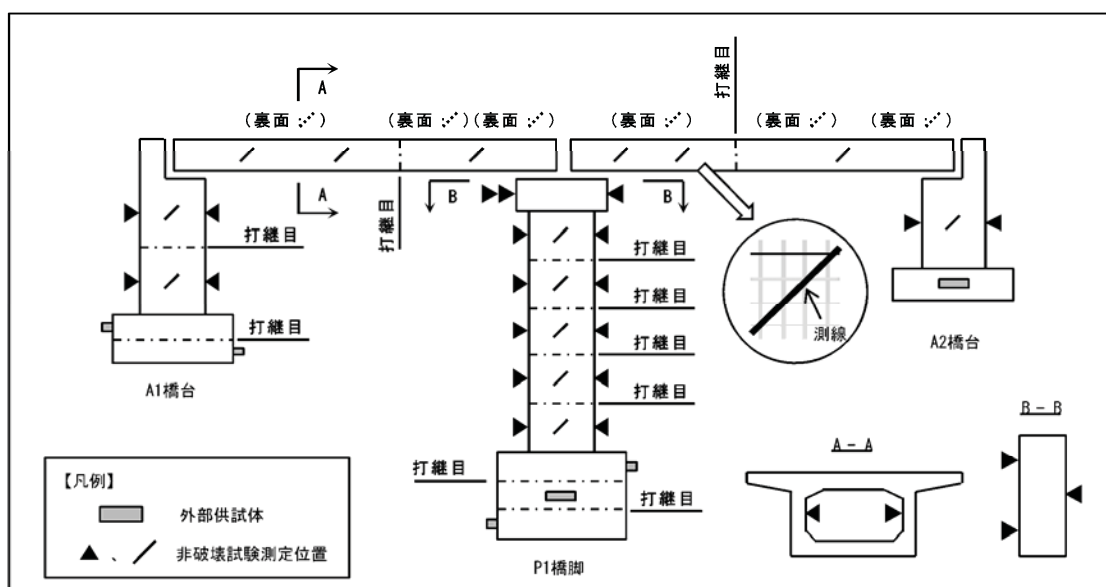 A
打継目
(裏面 )
(裏面 )
(裏面 )
(裏面 )
(裏面 )
(裏面 )
A
打継目
B
B
打継目
打継目
打継目
打継目
打継目
打継目
測線
A2橋台
A1橋台
打継目
打継目
P1橋脚
A - A
B - B
【凡例】
外部供試体
▲、/ 非破壊試験測定位置